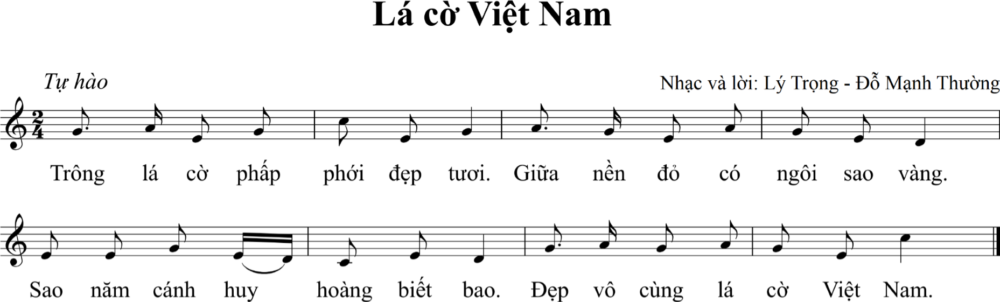 Lá cờ Việt Nam
Tự hào
Nhạc và lời: Lý Trọng - Đỗ Mạnh Thường
2
4
Trông lá cờ phấp phới đẹp tươi. Giữa nền đỏ có ngôi sao vàng.
Sao năm cánh huy hoàng biết bao. Đẹp vô cùng lá cờ Việt Nam.